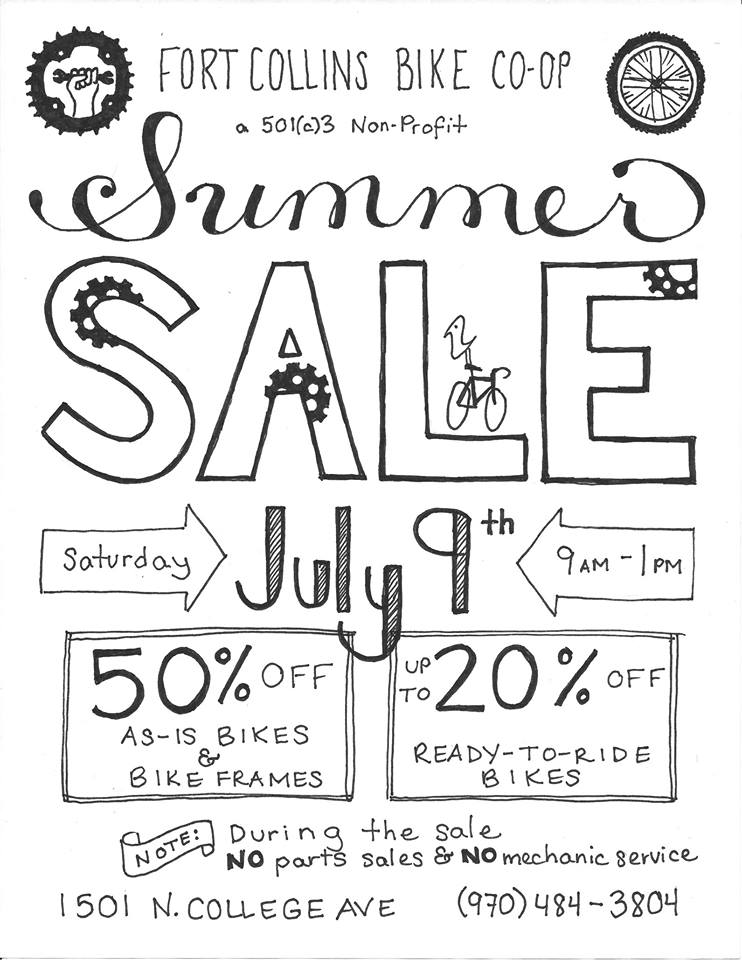 FORT COLLINS BIKE CO-OP
a 501(c)3 Non-Profit
Summer
SALE
Saturday July 9th 9AM-1PM
50% OFF
AS-IS BIKES
&
BIKE FRAMES
UP TO 20% OFF
READY-TO-RIDE
BIKES
NOTE: During the sale
NO parts sales & NO mechanic service
1501 N. COLLEGE AVE (970) 484-3804